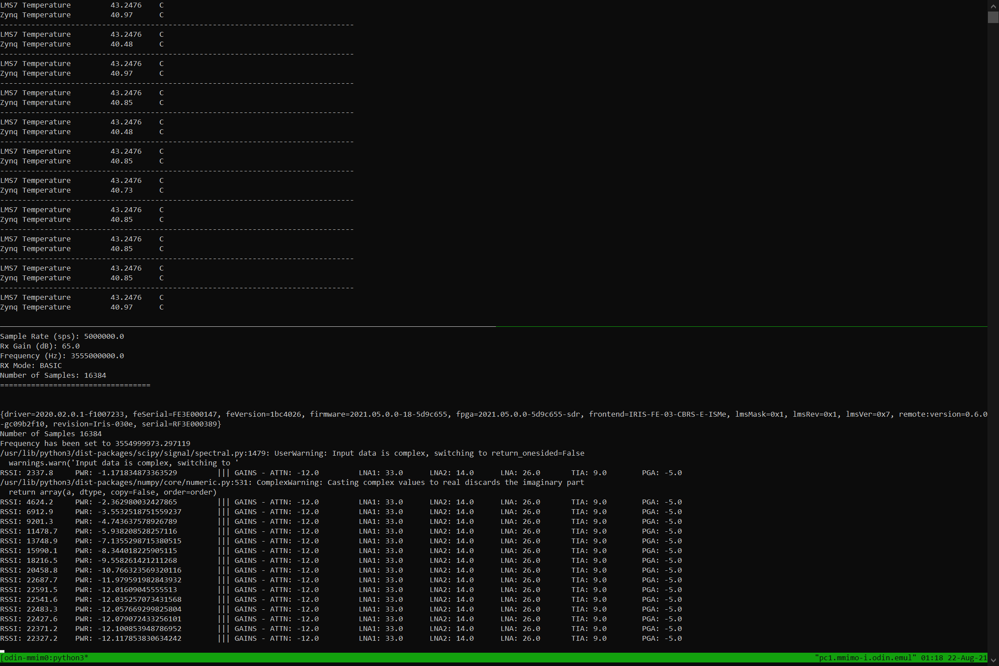 LMS7 Temperature         43.2476    C
Zynq Temperature         40.97      C
--------------------------------------------------------------------------------
LMS7 Temperature         43.2476    C
Zynq Temperature         40.48      C
--------------------------------------------------------------------------------
LMS7 Temperature         43.2476    C
Zynq Temperature         40.97      C
--------------------------------------------------------------------------------
LMS7 Temperature         43.2476    C
Zynq Temperature         40.85      C
--------------------------------------------------------------------------------
LMS7 Temperature         43.2476    C
Zynq Temperature         40.48      C
--------------------------------------------------------------------------------
LMS7 Temperature         43.2476    C
Zynq Temperature         40.85      C
--------------------------------------------------------------------------------
LMS7 Temperature         43.2476    C
Zynq Temperature         40.73      C
--------------------------------------------------------------------------------
LMS7 Temperature         43.2476    C
Zynq Temperature         40.85      C
--------------------------------------------------------------------------------
LMS7 Temperature         43.2476    C
Zynq Temperature         40.85      C
--------------------------------------------------------------------------------
LMS7 Temperature         43.2476    C
Zynq Temperature         40.85      C
--------------------------------------------------------------------------------
LMS7 Temperature         43.2476    C
Zynq Temperature         40.97      C
Sample Rate (sps): 5000000.0
Rx Gain (dB): 65.0
Frequency (Hz): 3555000000.0
RX Mode: BASIC
Number of Samples: 16384
==================================
{driver=2020.02.0.1-f1007233, feSerial=FE3E000147, feVersion=1bc4026, firmware=2021.05.0.0-18-5d9c655, fpga=2021.05.0.0-5d9c655-sdr, frontend=IRIS-FE-03-CBRS-E-ISMe, lmsMask=0x1, lmsRev=0x1, lmsVer=0x7, remote:version=0.6.0
-gc09b2f10, revision=Iris-030e, serial=RF3E000389}
Number of Samples 16384
Frequency has been set to 3554999973.297119
/usr/lib/python3/dist-packages/scipy/signal/spectral.py:1479: UserWarning: Input data is complex, switching to return_onesided=False
  warnings.warn('Input data is complex, switching to '
RSSI: 2337.8     PWR: -1.171834873363529         ||| GAINS - ATTN: -12.0         LNA1: 33.0      LNA2: 14.0      LNA: 26.0       TIA: 9.0        PGA: -5.0
/usr/lib/python3/dist-packages/numpy/core/numeric.py:531: ComplexWarning: Casting complex values to real discards the imaginary part
  return array(a, dtype, copy=False, order=order)
RSSI: 4624.2     PWR: -2.362980032427865         ||| GAINS - ATTN: -12.0         LNA1: 33.0      LNA2: 14.0      LNA: 26.0       TIA: 9.0        PGA: -5.0
RSSI: 6912.9     PWR: -3.5532518751559237        ||| GAINS - ATTN: -12.0         LNA1: 33.0      LNA2: 14.0      LNA: 26.0       TIA: 9.0        PGA: -5.0
RSSI: 9201.3     PWR: -4.743637578926789         ||| GAINS - ATTN: -12.0         LNA1: 33.0      LNA2: 14.0      LNA: 26.0       TIA: 9.0        PGA: -5.0
RSSI: 11478.7    PWR: -5.938208528257116         ||| GAINS - ATTN: -12.0         LNA1: 33.0      LNA2: 14.0      LNA: 26.0       TIA: 9.0        PGA: -5.0
RSSI: 13748.9    PWR: -7.1355298715380515        ||| GAINS - ATTN: -12.0         LNA1: 33.0      LNA2: 14.0      LNA: 26.0       TIA: 9.0        PGA: -5.0
RSSI: 15990.1    PWR: -8.344018225905115         ||| GAINS - ATTN: -12.0         LNA1: 33.0      LNA2: 14.0      LNA: 26.0       TIA: 9.0        PGA: -5.0
RSSI: 18216.5    PWR: -9.558261421211268         ||| GAINS - ATTN: -12.0         LNA1: 33.0      LNA2: 14.0      LNA: 26.0       TIA: 9.0        PGA: -5.0
RSSI: 20458.8    PWR: -10.766323569320116        ||| GAINS - ATTN: -12.0         LNA1: 33.0      LNA2: 14.0      LNA: 26.0       TIA: 9.0        PGA: -5.0
RSSI: 22687.7    PWR: -11.979591982843932        ||| GAINS - ATTN: -12.0         LNA1: 33.0      LNA2: 14.0      LNA: 26.0       TIA: 9.0        PGA: -5.0
RSSI: 22591.5    PWR: -12.01609045555513         ||| GAINS - ATTN: -12.0         LNA1: 33.0      LNA2: 14.0      LNA: 26.0       TIA: 9.0        PGA: -5.0
RSSI: 22541.6    PWR: -12.035257073431568        ||| GAINS - ATTN: -12.0         LNA1: 33.0      LNA2: 14.0      LNA: 26.0       TIA: 9.0        PGA: -5.0
RSSI: 22483.3    PWR: -12.057669299825804        ||| GAINS - ATTN: -12.0         LNA1: 33.0      LNA2: 14.0      LNA: 26.0       TIA: 9.0        PGA: -5.0
RSSI: 22427.6    PWR: -12.079072433256101        ||| GAINS - ATTN: -12.0         LNA1: 33.0      LNA2: 14.0      LNA: 26.0       TIA: 9.0        PGA: -5.0
RSSI: 22371.2    PWR: -12.100853948786952        ||| GAINS - ATTN: -12.0         LNA1: 33.0      LNA2: 14.0      LNA: 26.0       TIA: 9.0        PGA: -5.0
RSSI: 22327.2    PWR: -12.117853830634242        ||| GAINS - ATTN: -12.0         LNA1: 33.0      LNA2: 14.0      LNA: 26.0       TIA: 9.0        PGA: -5.0
[odin-mmim0:python3* "pc1.mmimo-i.odin.emul" 01:18 22-Aug-21